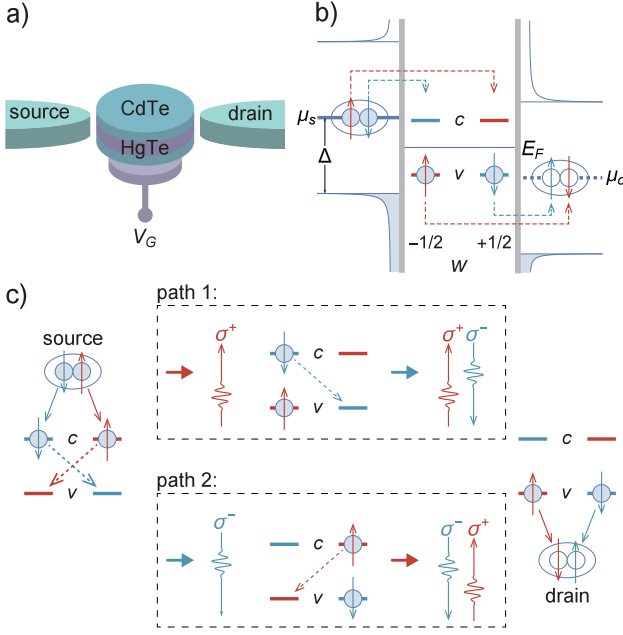 a)
source
CdTe
drain
HgTe
V_G
b)
μ_s
c
Δ
E_F
v
μ_d
−1/2
+1/2
W
c)
path 1:
source
σ⁺
c
v
σ⁺ σ⁻
c
v
path 2:
σ⁻
c
v
σ⁻ σ⁺
c
v
drain